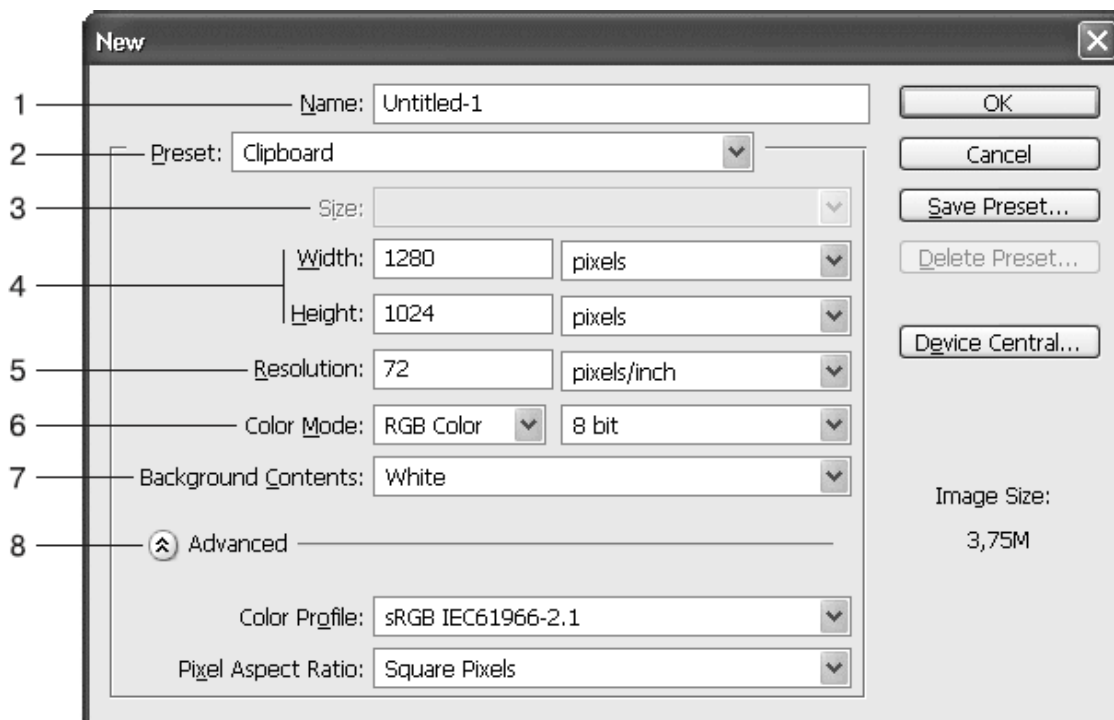 New
1 Name: Untitled-1 OK
2 Preset: Clipboard Cancel
3 Size: Save Preset...
4 Width: 1280 pixels Delete Preset...
Height: 1024 pixels
Device Central...
5 Resolution: 72 pixels/inch
6 Color Mode: RGB Color 8 bit
7 Background Contents: White
Image Size:
8 Advanced 3,75M
Color Profile: sRGB IEC61966-2.1
Pixel Aspect Ratio: Square Pixels